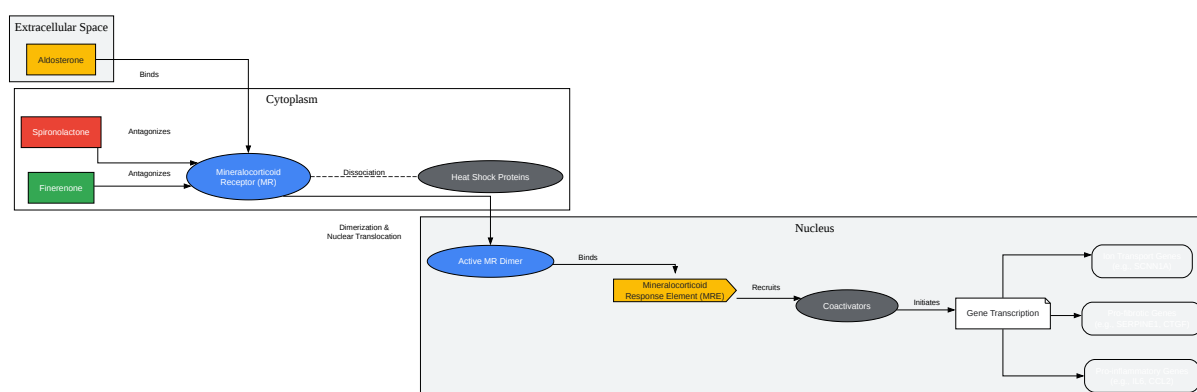 Extracellular Space
Aldosterone
Binds
Cytoplasm
Spironolactone
Antagonizes
Finerenone
Antagonizes
Mineralocorticoid
Receptor (MR)
Dissociation
Heat Shock Proteins
Dimerization &
Nuclear Translocation
Nucleus
Active MR Dimer
Binds
Mineralocorticoid
Response Element (MRE)
Recruits
Coactivators
Initiates
Gene Transcription